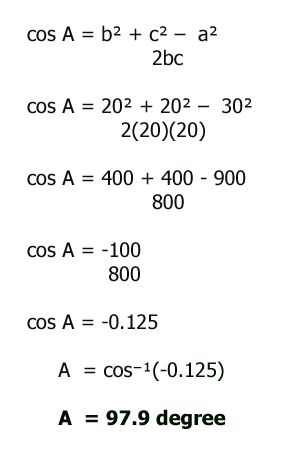 cos A = b² + c² – a²
2bc
cos A = 20² + 20² – 30²
2(20)(20)
cos A = 400 + 400 - 900
800
cos A = -100
800
cos A = -0.125
A = cos⁻¹(-0.125)
A = 97.9 degree